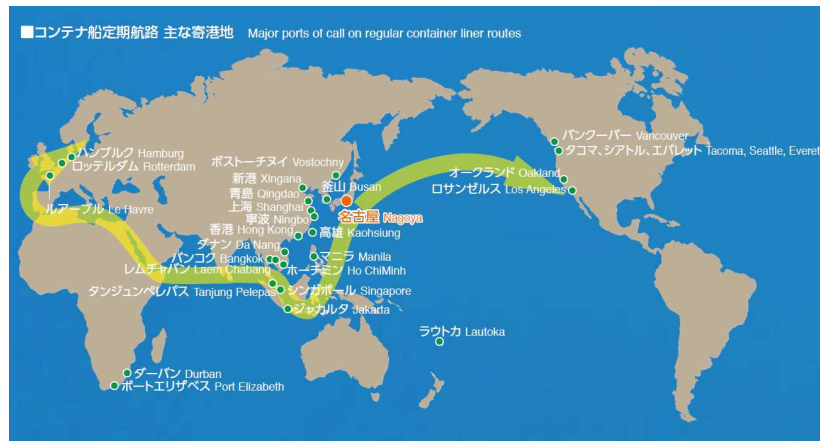 ■コンテナ船定期航路 主な寄港地 Major ports of call on regular container liner routes
ハンブルク Hamburg
ロッテルダム Rotterdam
ルアーブル Le Havre
ボストーチヌイ Vostochny
新港 Xingana
釜山 Busan
青島 Qingdao
上海 Shanghai
寧波 Ningbo
名古屋 Nagoya
香港 Hong Kong
高雄 Kaohsiung
ダナン Da Nang
バンコク Bangkok
マニラ Manila
レムチャバン Laem Chabang
ホーチミン Ho ChiMinh
タンジュンペレパス Tanjung Pelepas
シンガポール Singapore
ジャカルタ Jakarta
バンクーバー Vancouver
タコマ、シアトル、エバレット Tacoma, Seattle, Everet
オークランド Oakland
ロサンゼルス Los Angeles
ラウトカ Lautoka
ダーバン Durban
ポートエリザベス Port Elizabeth